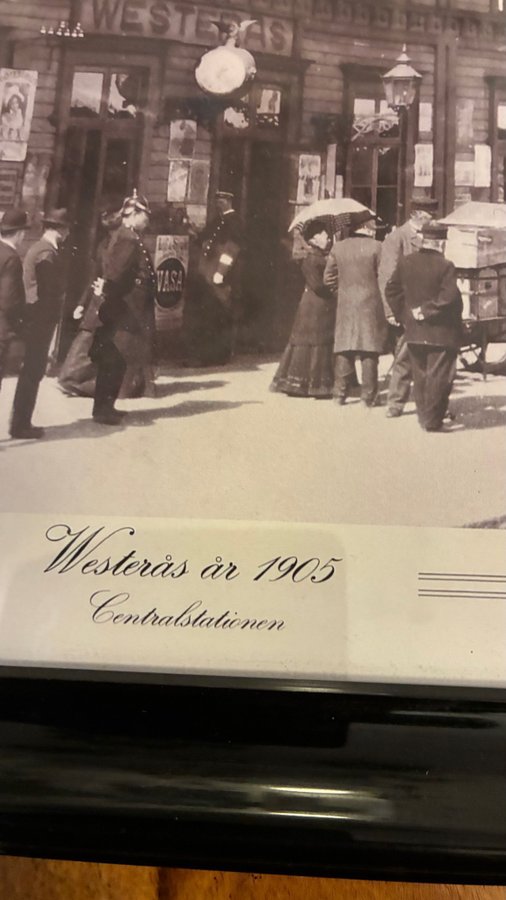 WESTERÅS
VASA
Westerås år 1905
Centralstationen